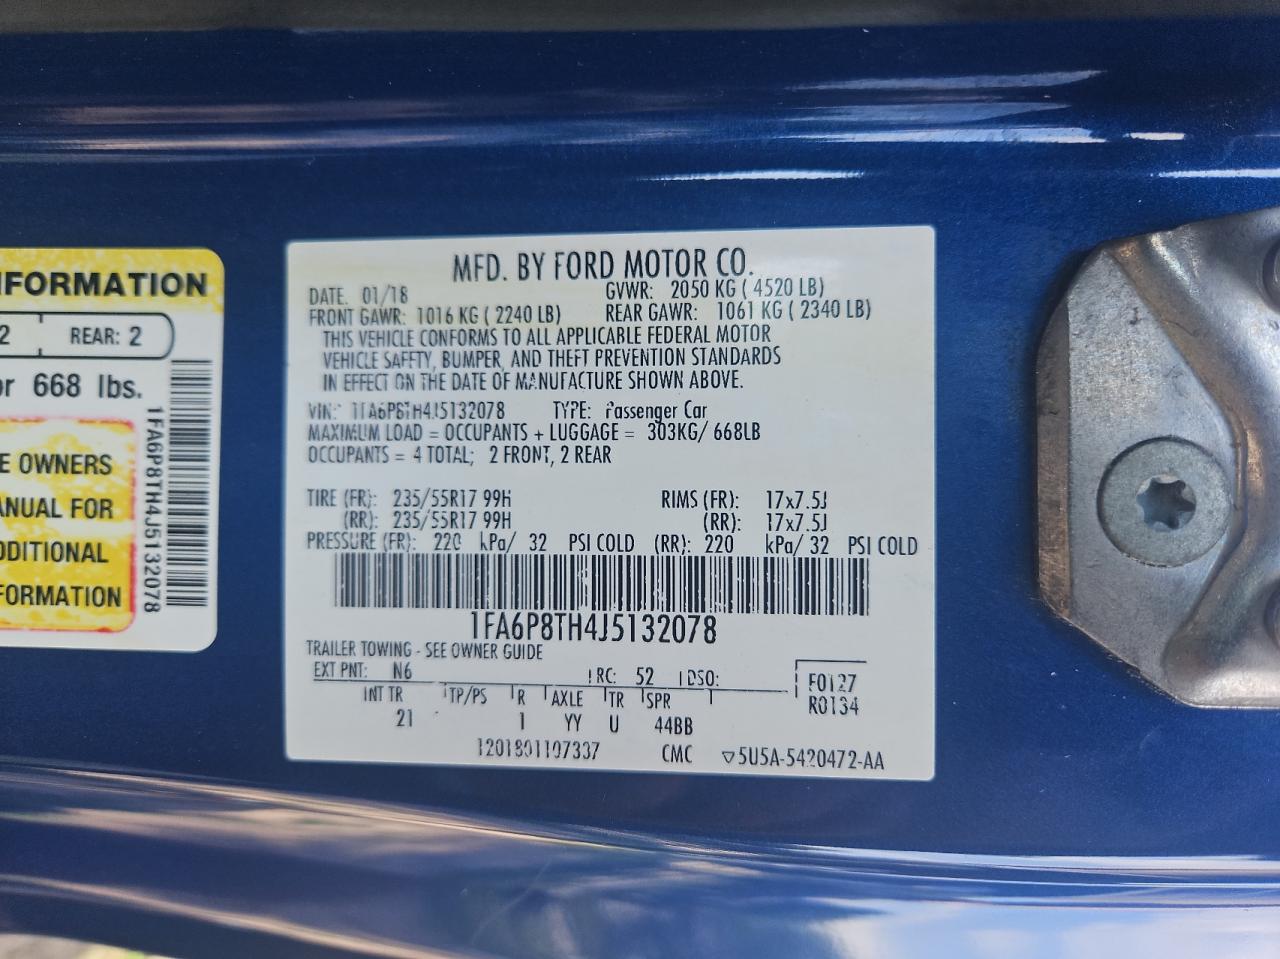 INFORMATION
2 REAR: 2
or 668 lbs.
E OWNERS
ANUAL FOR
DDITIONAL
FORMATION
1FA6P8TH4J5132078
MFD. BY FORD MOTOR CO.
DATE. 01/18 GVWR: 2050 KG ( 4520 LB)
FRONT GAWR: 1016 KG ( 2240 LB) REAR GAWR: 1061 KG ( 2340 LB)
THIS VEHICLE CONFORMS TO ALL APPLICABLE FEDERAL MOTOR
VEHICLE SAFETY, BUMPER, AND THEFT PREVENTION STANDARDS
IN EFFECT ON THE DATE OF MANUFACTURE SHOWN ABOVE.
VIN: 1FA6P8TH4J5132078 TYPE: Passenger Car
MAXIMUM LOAD = OCCUPANTS + LUGGAGE = 303KG/ 668LB
OCCUPANTS = 4 TOTAL; 2 FRONT, 2 REAR
TIRE (FR): 235/55R17 99H RIMS (FR): 17x7.5J
(RR): 235/55R17 99H (RR): 17x7.5J
PRESSURE (FR): 220 kPa/ 32 PSI COLD (RR): 220 kPa/ 32 PSI COLD
1FA6P8TH4J5132078
TRAILER TOWING - SEE OWNER GUIDE
EXT PNT: N6 RC: 52 DSO: F0127
INT TR TP/PS R AXLE TR SPR R0134
21 1 YY U 44BB
CMC ▽5U5A-5420472-AA